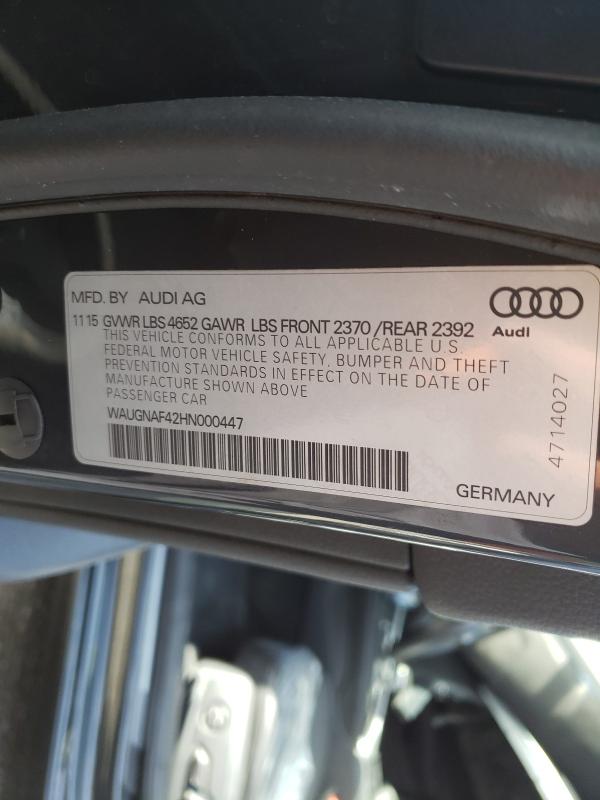 MFD. BY AUDI AG
Audi
11 15 GVWR LBS 4652 GAWR LBS FRONT 2370 /REAR 2392
THIS VEHICLE CONFORMS TO ALL APPLICABLE U.S.
FEDERAL MOTOR VEHICLE SAFETY, BUMPER AND THEFT
PREVENTION STANDARDS IN EFFECT ON THE DATE OF
MANUFACTURE SHOWN ABOVE
PASSENGER CAR
WAUGNAF42HN000447
4714027
GERMANY